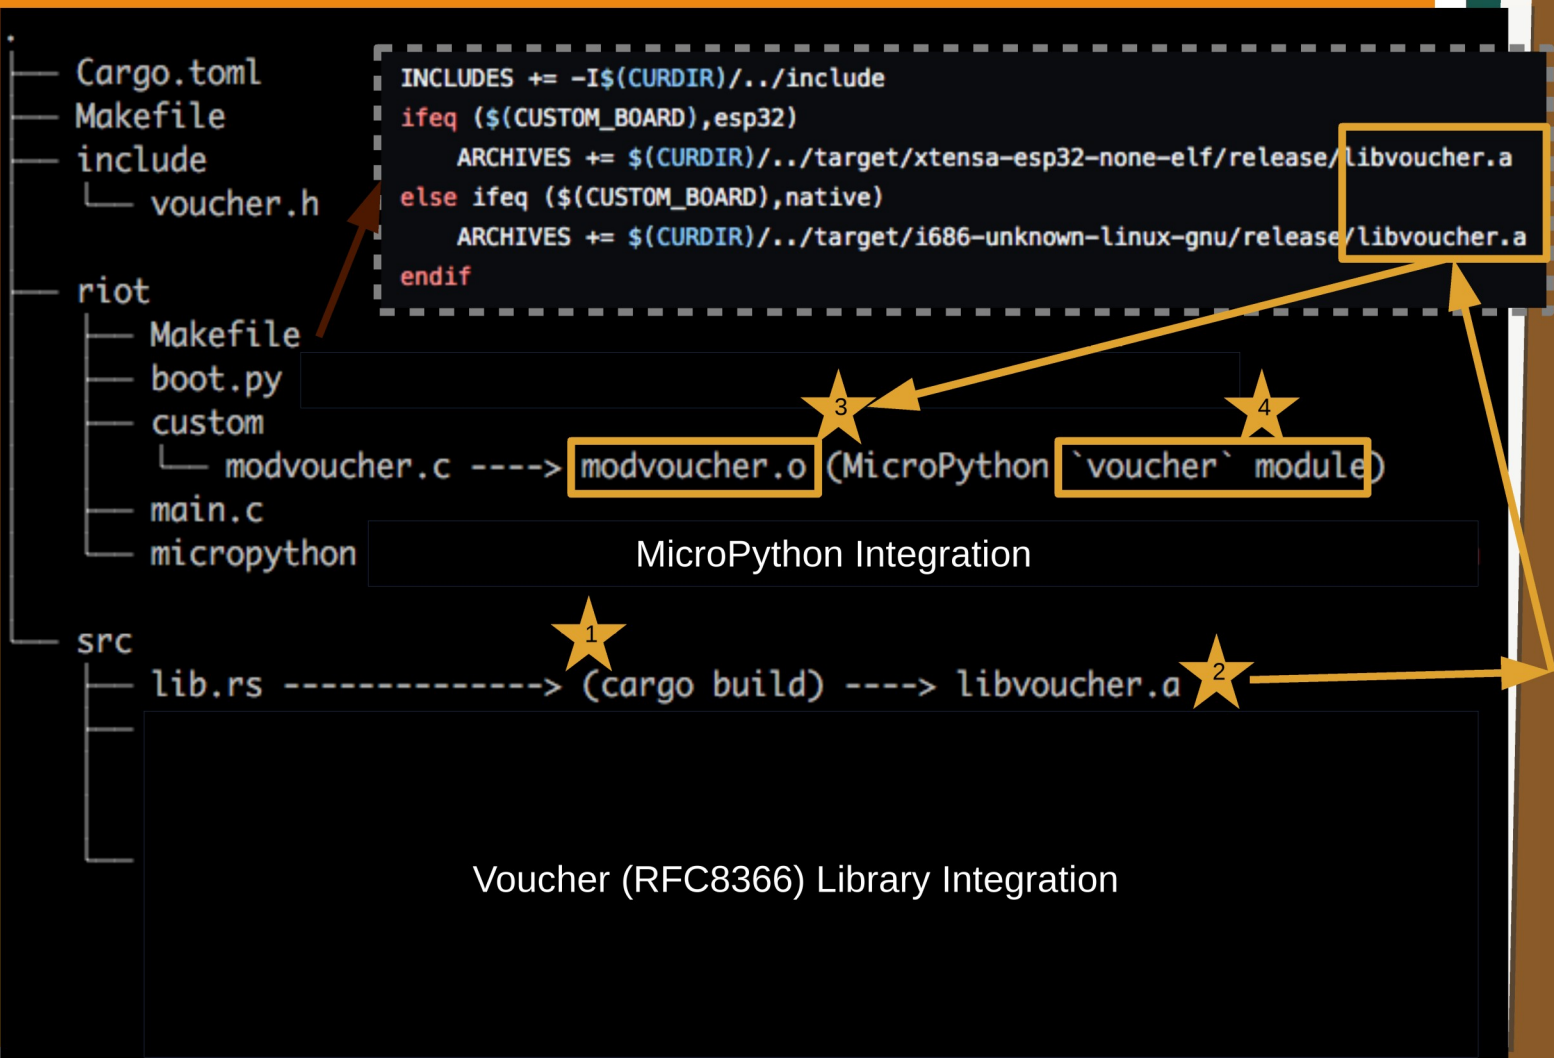 .
Cargo.toml
Makefile
include
voucher.h
INCLUDES += -I$(CURDIR)/../include
ifeq ($(CUSTOM_BOARD),esp32)
ARCHIVES += $(CURDIR)/../target/xtensa-esp32-none-elf/release/libvoucher.a
else ifeq ($(CUSTOM_BOARD),native)
ARCHIVES += $(CURDIR)/../target/i686-unknown-linux-gnu/release/libvoucher.a
endif
riot
Makefile
boot.py
custom
3
4
modvoucher.c ----> modvoucher.o (MicroPython `voucher` module)
main.c
micropython
MicroPython Integration
src
1
lib.rs --------------> (cargo build) ----> libvoucher.a
2
Voucher (RFC8366) Library Integration